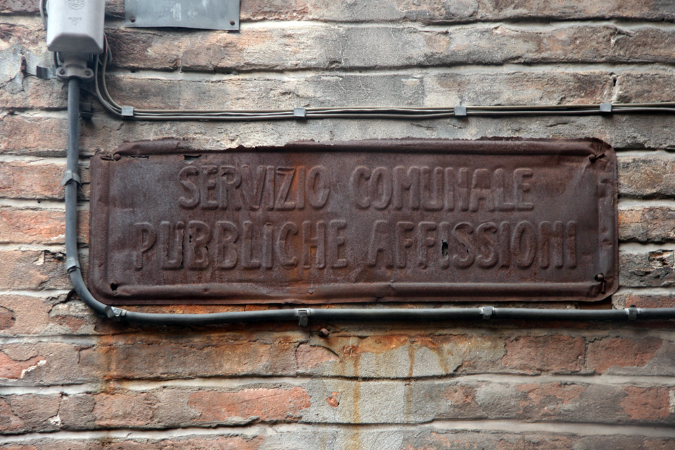 SERVIZIO COMUNALE
PUBBLICHE AFFISSIONI